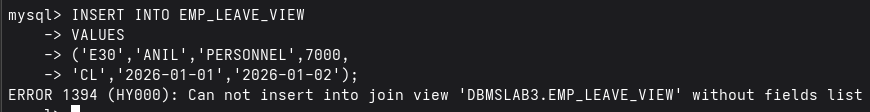 mysql> INSERT INTO EMP_LEAVE_VIEW
    -> VALUES
    -> ('E30','ANIL','PERSONNEL',7000,
    -> 'CL','2026-01-01','2026-01-02');
ERROR 1394 (HY000): Can not insert into join view 'DBMSLAB3.EMP_LEAVE_VIEW' without fields list